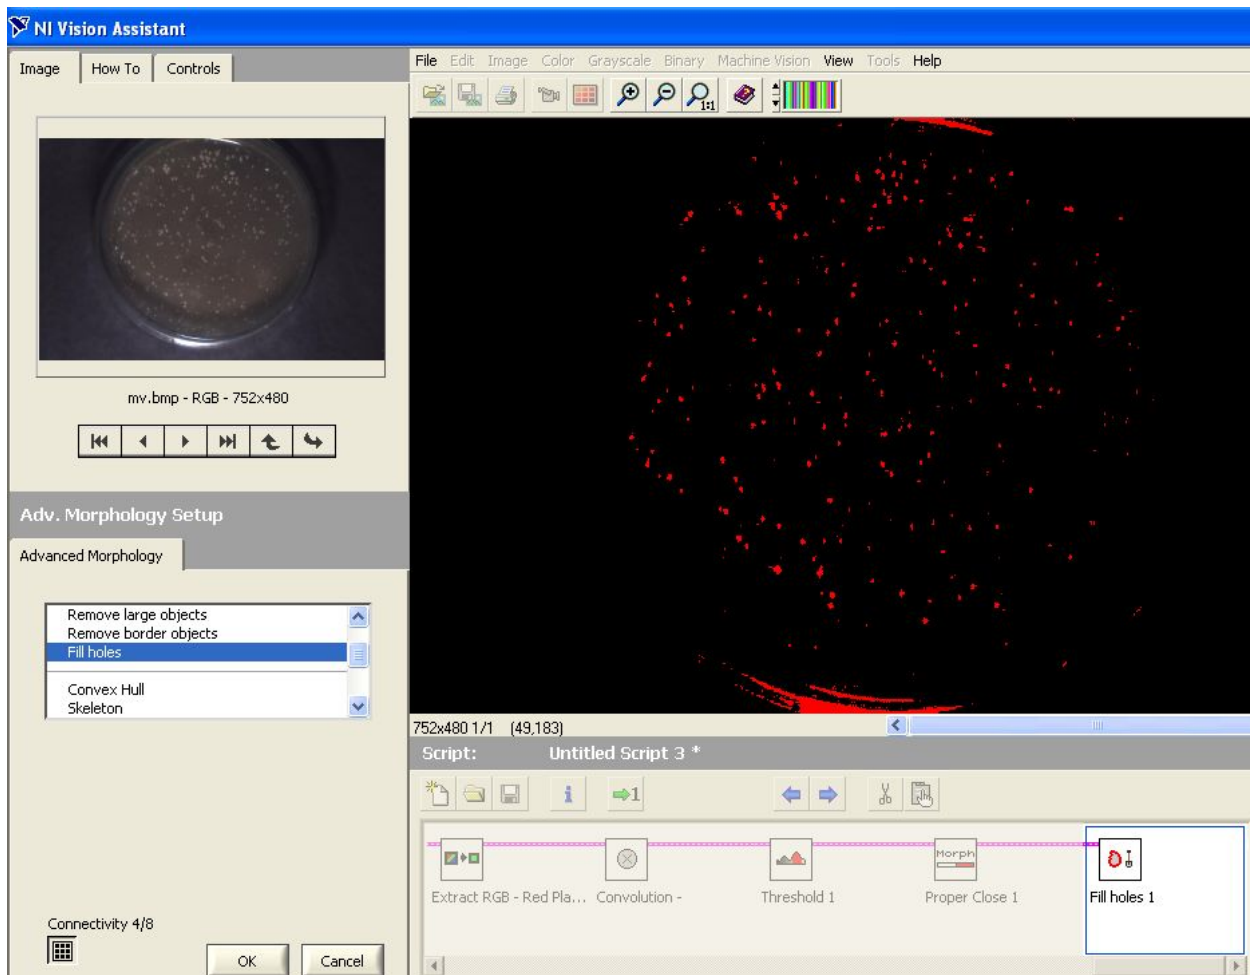 NI Vision Assistant
Image How To Controls
File Edit Image Color Grayscale Binary Machine Vision View Tools Help
1:1
mv.bmp - RGB - 752x480
Adv. Morphology Setup
Advanced Morphology
Remove large objects
Remove border objects
Fill holes
Convex Hull
Skeleton
Connectivity 4/8
OK Cancel
752x480 1/1 (49,183)
Script: Untitled Script 3 *
1
Morph
Extract RGB - Red Pla... Convolution - Threshold 1 Proper Close 1 Fill holes 1